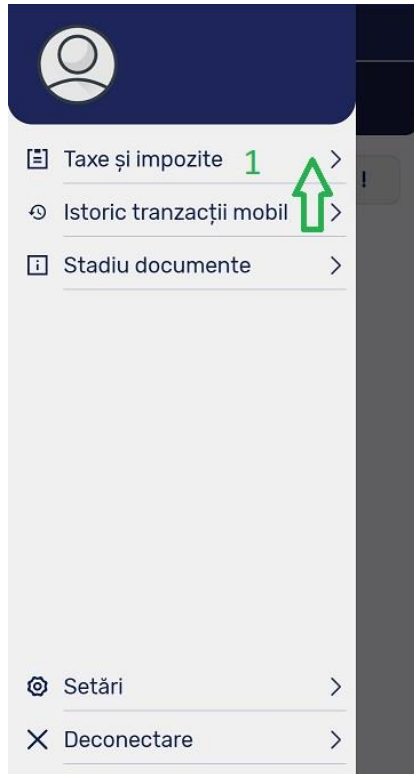 Taxe și impozite 1
!
Istoric tranzacții mobil
Stadiu documente
Setări
Deconectare